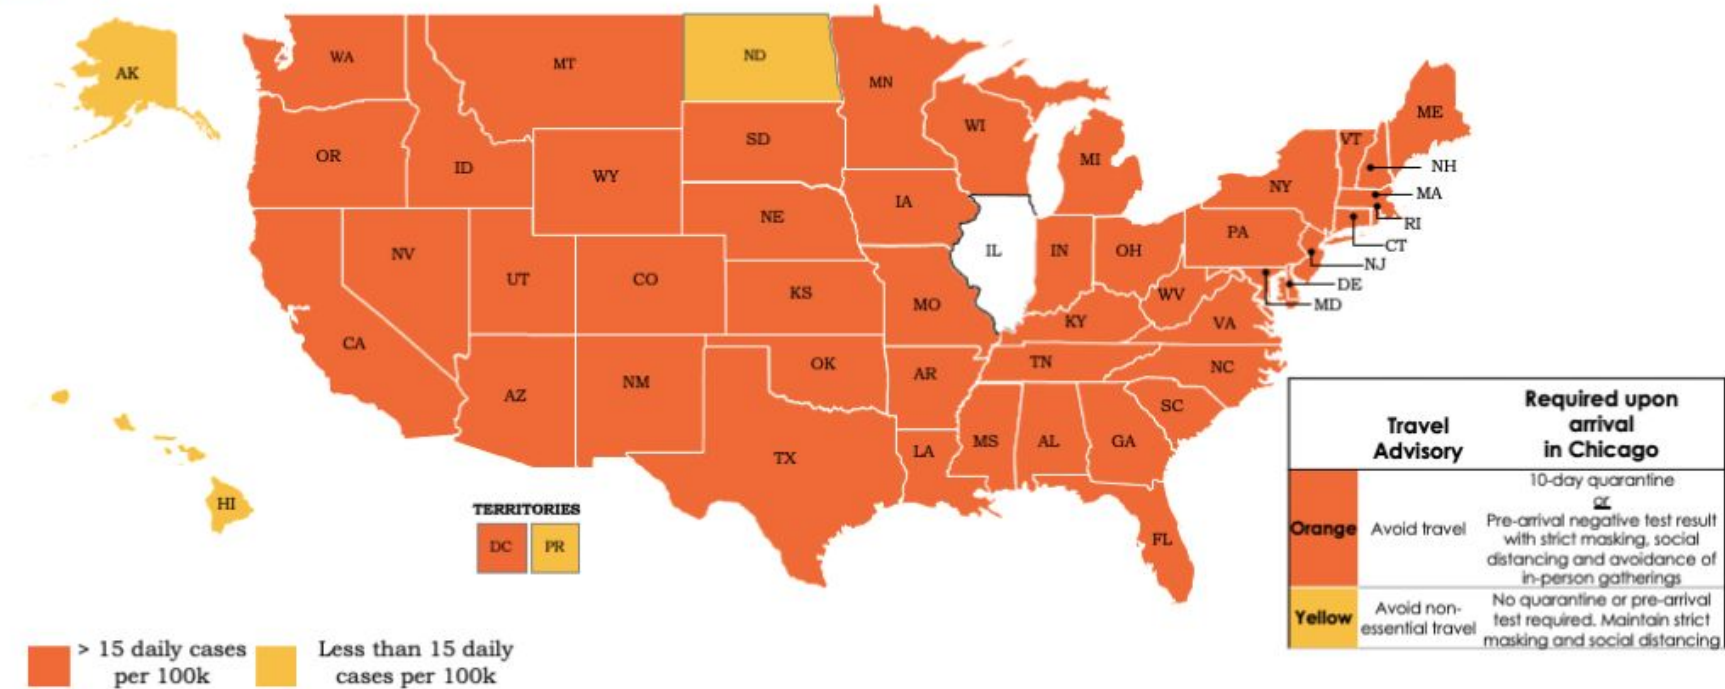 AK
WA
MT
ND
MN
ME
VT
OR
ID
SD
WI
MI
NH
WY
NY
MA
IA
RI
NE
PA
CT
NV
IL
IN
OH
NJ
UT
CO
KS
DE
WV
MO
MD
KY
VA
CA
TN
NC
OK
AR
NM
AZ
SC
MS
AL
GA
LA
TX
HI
FL
TERRITORIES
DC PR
Travel
Advisory
Required upon
arrival
in Chicago
Orange
Avoid travel
10-day quarantine
or
Pre-arrival negative test result
with strict masking, social
distancing and avoidance of
in-person gatherings
Yellow
Avoid non-
essential travel
No quarantine or pre-arrival
test required. Maintain strict
masking and social distancing
> 15 daily cases
per 100k
Less than 15 daily
cases per 100k